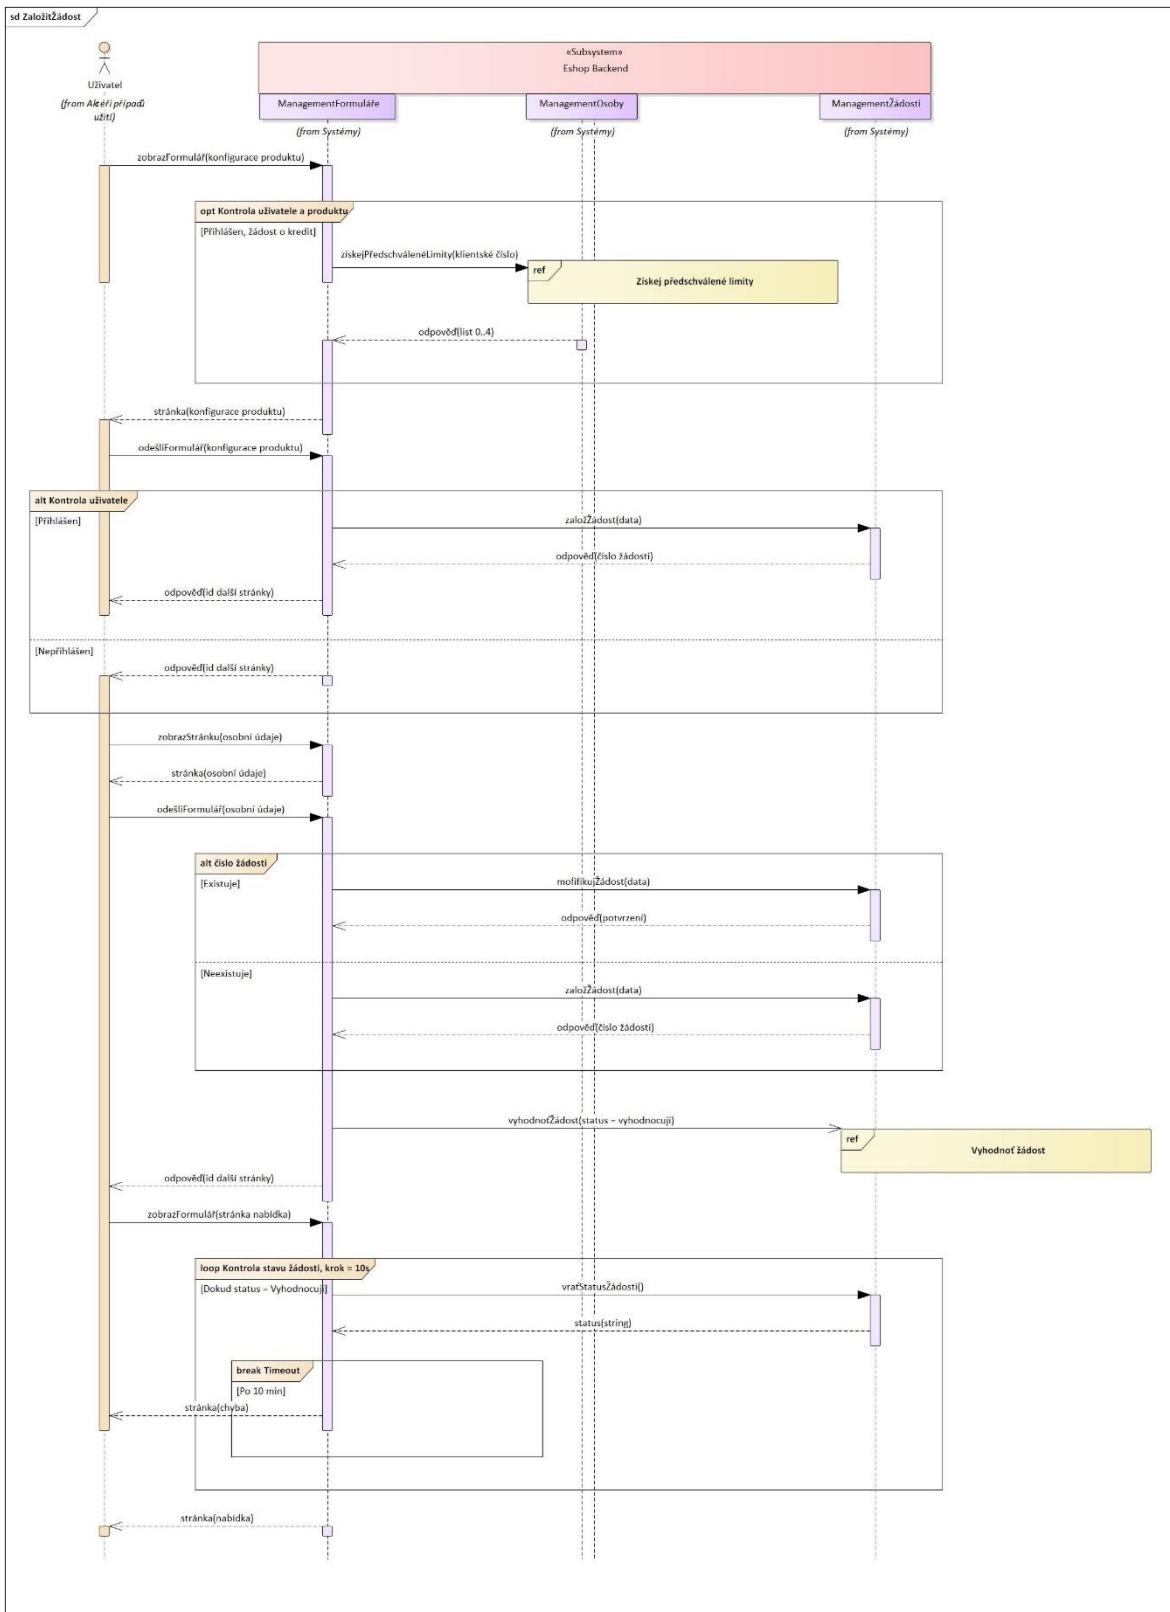 sd ZaložitŽádost
«Subsystem»
Eshop Backend
Uživatel
(from Aktéři případů
užití)
ManagementFormuláře
(from Systémy)
ManagementOsoby
(from Systémy)
ManagementŽádosti
(from Systémy)
zobrazFormulář(konfigurace produktu)
opt Kontrola uživatele a produktu
[Přihlášen, žádost o kredit]
získejPředschválenéLimity(klientské číslo)
ref
Získej předschválené limity
odpověď(list 0..4)
stránka(konfigurace produktu)
odešliFormulář(konfigurace produktu)
alt Kontrola uživatele
[Přihlášen]
založŽádost(data)
odpověď(číslo žádosti)
odpověď(id další stránky)
[Nepřihlášen]
odpověď(id další stránky)
zobrazStránku(osobní údaje)
stránka(osobní údaje)
odešliFormulář(osobní údaje)
alt číslo žádosti
[Existuje]
mofifikujŽádost(data)
odpověď(potvrzení)
[Neexistuje]
založŽádost(data)
odpověď(číslo žádosti)
vyhodnoťŽádost(status = vyhodnocuji)
ref
Vyhodnoť žádost
odpověď(id další stránky)
zobrazFormulář(stránka nabídka)
loop Kontrola stavu žádosti, krok = 10s
[Dokud status = Vyhodnocuji]
vraťStatusŽádosti()
status(string)
break Timeout
[Po 10 min]
stránka(chyba)
stránka(nabídka)